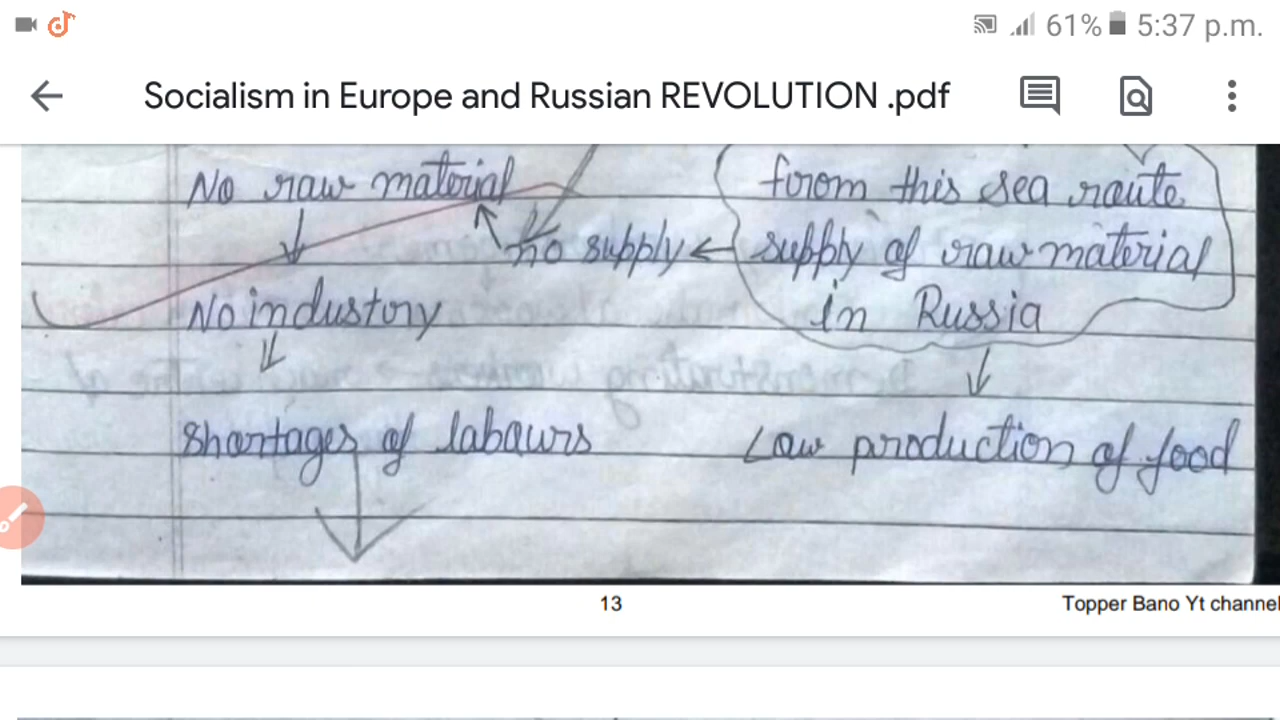 61% 5:37 p.m.
Socialism in Europe and Russian REVOLUTION .pdf
No raw material
from this sea route
no supply
supply of raw material
No industory
in Russia
Shortages of labours
Low production of food
13
Topper Bano Yt channel